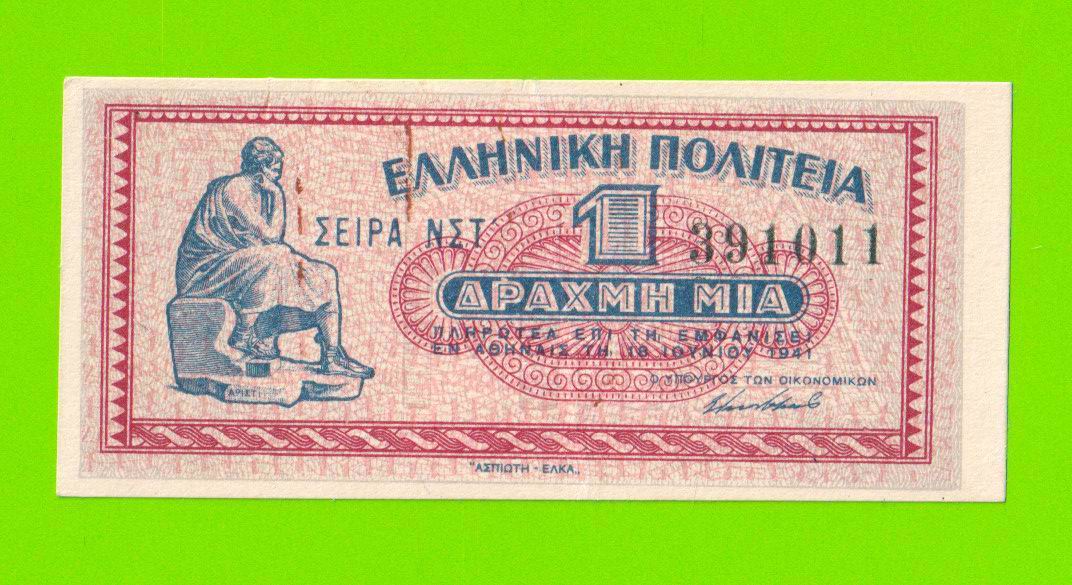 ΕΛΛΗΝΙΚΗ ΠΟΛΙΤΕΙΑ
ΣΕΙΡΑ ΝΣΤ
1
391011
ΔΡΑΧΜΗ ΜΙΑ
ΠΛΗΡΩΤΕΑ ΕΠΙ ΤΗ ΕΜΦΑΝΙΣΕΙ
ΕΝ ΑΘΗΝΑΙΣ ΤΗ 18 ΙΟΥΝΙΟΥ 1941
Ο ΥΠΟΥΡΓΟΣ ΤΩΝ ΟΙΚΟΝΟΜΙΚΩΝ
ΑΡΙΣΤ
"ΑΣΠΙΩΤΗ - ΕΛΚΑ„